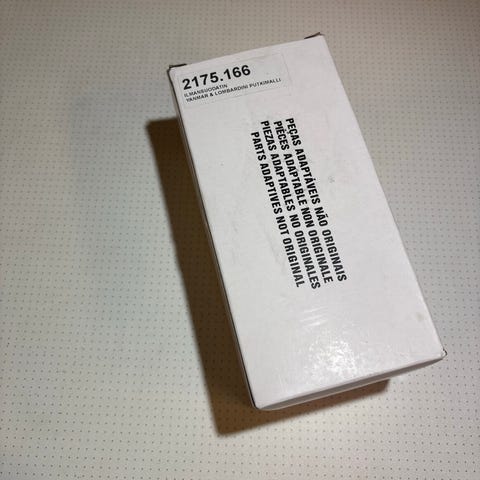 2175.166
ILMANSUODATIN
YANMAR & LOMBARDINI PUTKIMALLI
PEÇAS ADAPTÁVEIS NÃO ORIGINAIS
PIÈCES ADAPTABLE NON ORIGINALE
PIEZAS ADAPTABLES NO ORIGINALES
PARTS ADAPTIVES NOT ORIGINAL